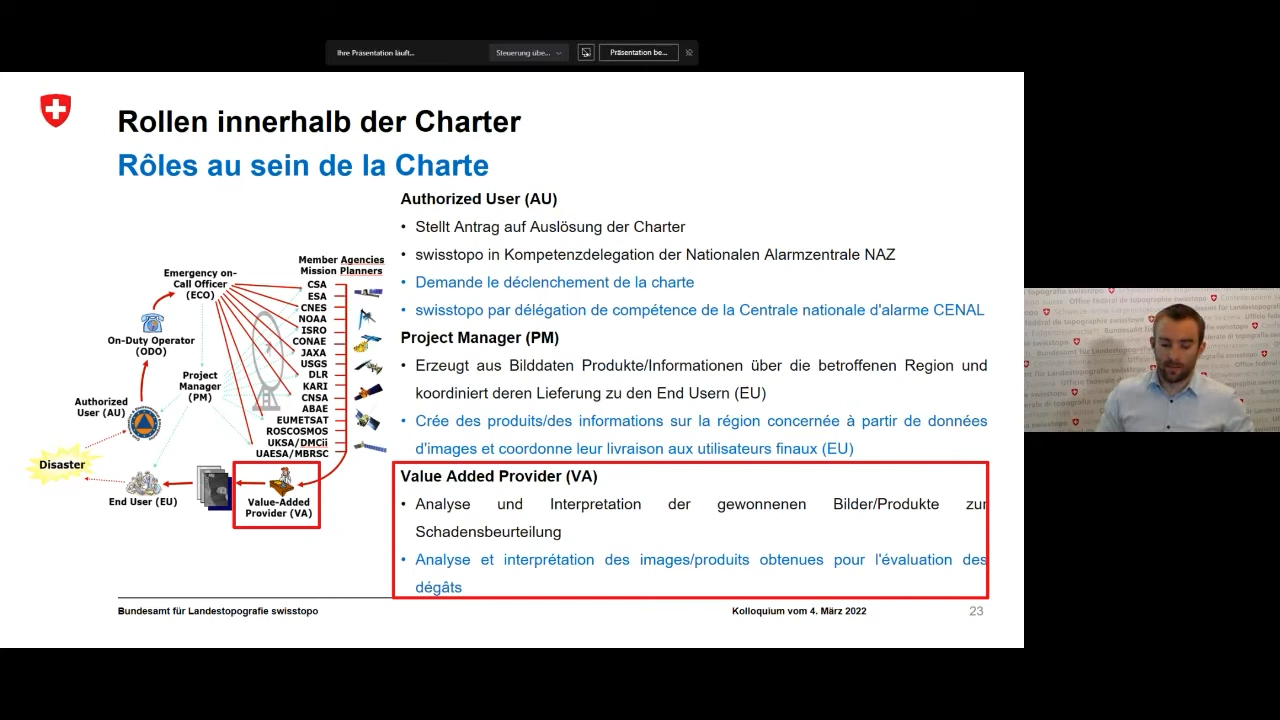 Ihre Präsentation läuft...
Steuerung übe...
Präsentation be...
Rollen innerhalb der Charter
Rôles au sein de la Charte
Authorized User (AU)
• Stellt Antrag auf Auslösung der Charter
• swisstopo in Kompetenzdelegation der Nationalen Alarmzentrale NAZ
• Demande le déclenchement de la charte
• swisstopo par délégation de compétence de la Centrale nationale d'alarme CENAL
Project Manager (PM)
• Erzeugt aus Bilddaten Produkte/Informationen über die betroffenen Region und
koordiniert deren Lieferung zu den End Usern (EU)
• Crée des produits/des informations sur la région concernée à partir de données
d'images et coordonne leur livraison aux utilisateurs finaux (EU)
Value Added Provider (VA)
• Analyse und Interpretation der gewonnenen Bilder/Produkte zur
Schadensbeurteilung
• Analyse et interprétation des images/produits obtenues pour l'évaluation des
dégâts
Member Agencies
Mission Planners
CSA
ESA
CNES
NOAA
ISRO
CONAE
JAXA
USGS
DLR
KARI
CNSA
ABAE
EUMETSAT
ROSCOSMOS
UKSA/DMCii
UAESA/MBRSC
Emergency on-
Call Officer
(ECO)
On-Duty Operator
(ODO)
Project
Manager
(PM)
Authorized
User (AU)
Disaster
End User (EU)
Value-Added
Provider (VA)
Bundesamt für Landestopografie swisstopo
Kolloquium vom 4. März 2022
23